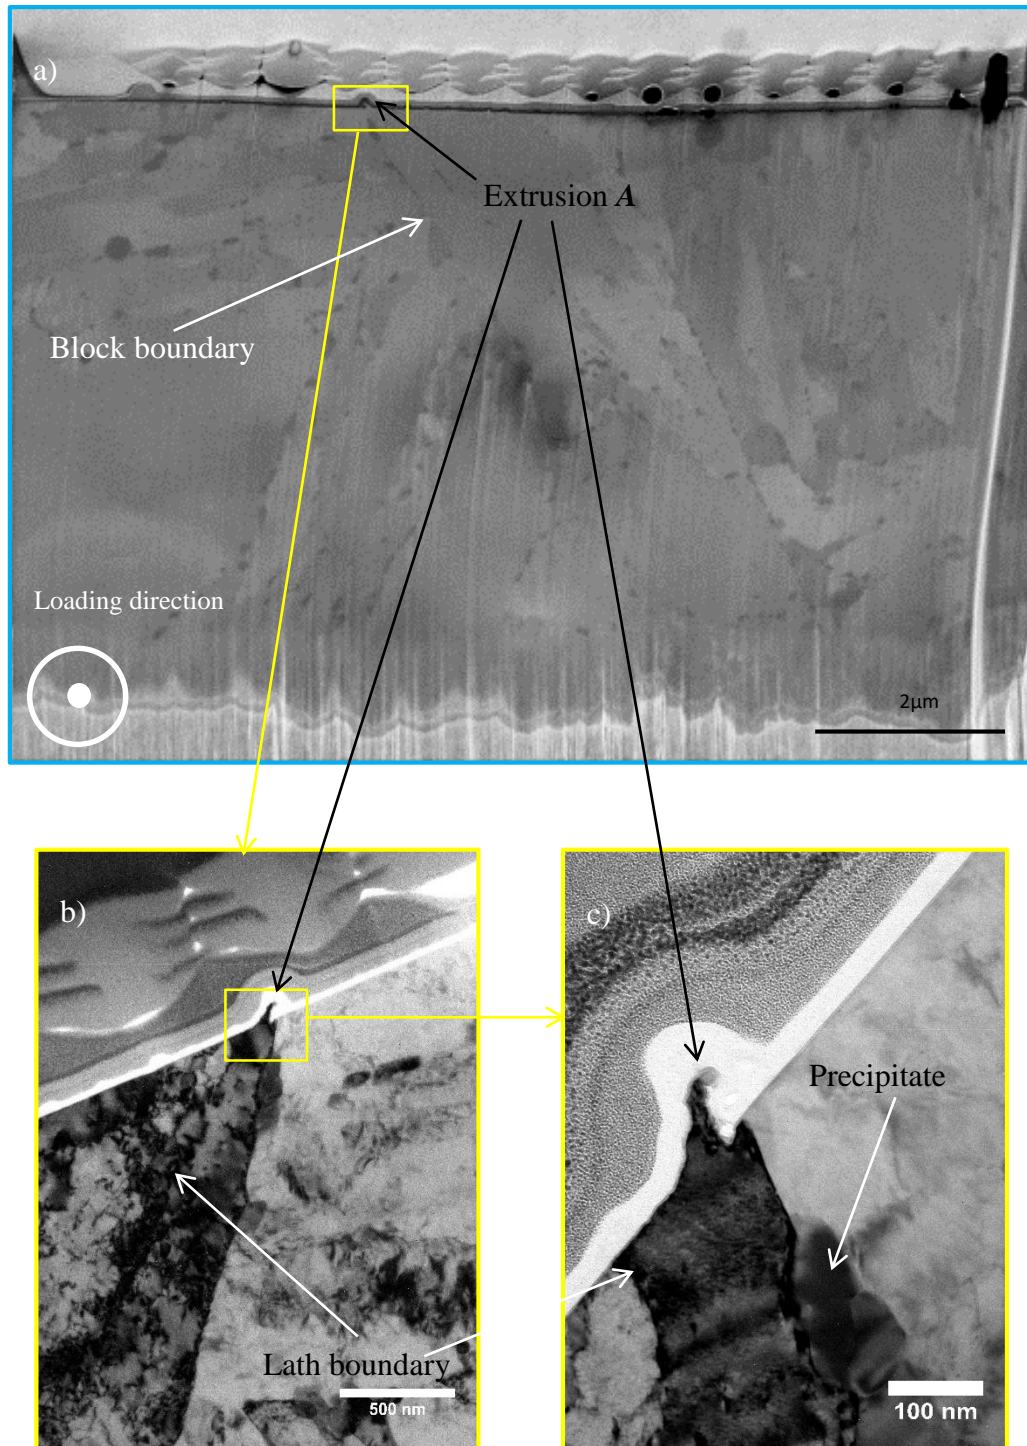 a)
Extrusion A
Block boundary
Loading direction
2μm
b)
c)
Precipitate
Lath boundary
500 nm
100 nm